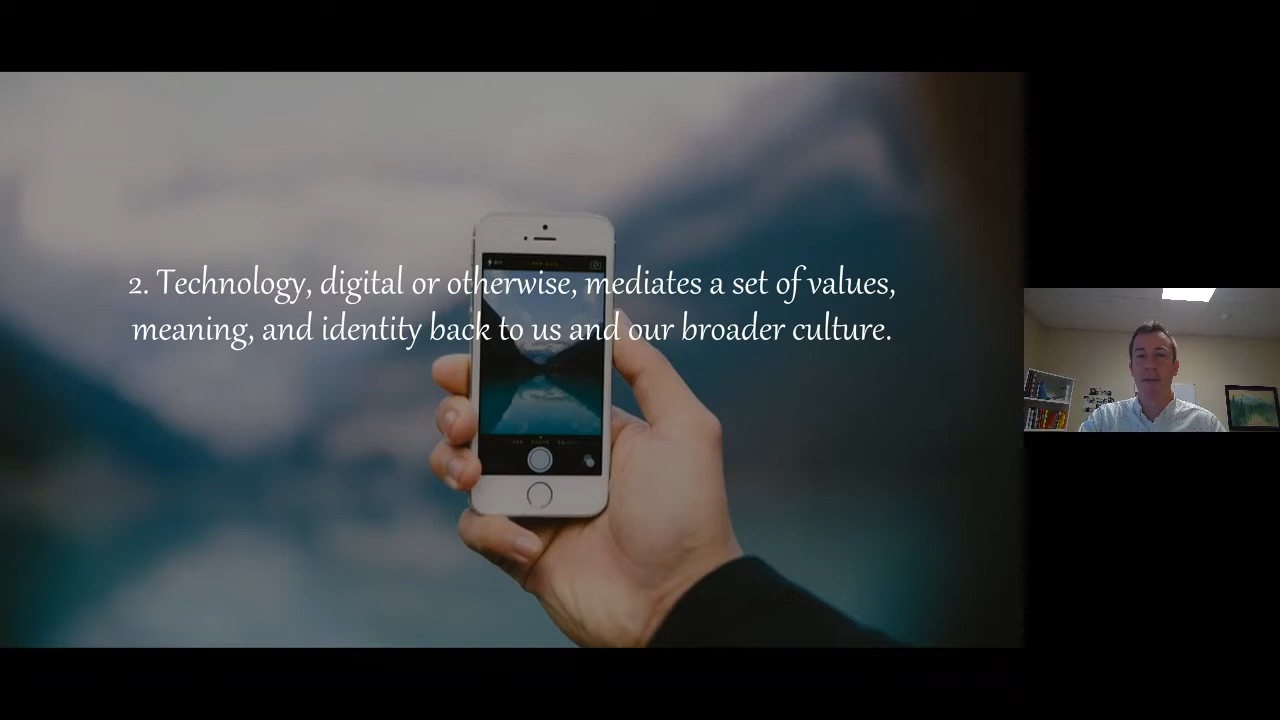 2. Technology, digital or otherwise, mediates a set of values,
meaning, and identity back to us and our broader culture.